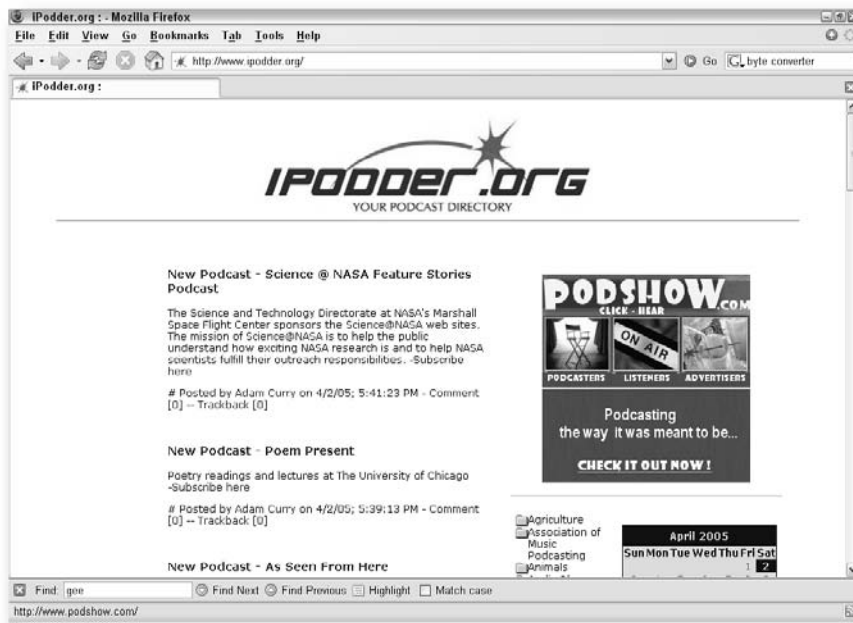 iPodder.org : - Mozilla Firefox
File Edit View Go Bookmarks Tab Tools Help
http://www.ipodder.org/
Go
byte converter
iPodder.org :
IPODDER.ORG
YOUR PODCAST DIRECTORY
New Podcast - Science @ NASA Feature Stories
Podcast
The Science and Technology Directorate at NASA's Marshall
Space Flight Center sponsors the Science@NASA web sites.
The mission of Science@NASA is to help the public
understand how exciting NASA research is and to help NASA
scientists fulfill their outreach responsibilities. -Subscribe
here
# Posted by Adam Curry on 4/2/05; 5:41:23 PM - Comment
[0] -- Trackback [0]
New Podcast - Poem Present
Poetry readings and lectures at The University of Chicago
-Subscribe here
# Posted by Adam Curry on 4/2/05; 5:39:13 PM - Comment
[0] -- Trackback [0]
New Podcast - As Seen From Here
PODSHOW.COM
CLICK - HEAR
ON AIR
PODCASTERS LISTENERS ADVERTISERS
Podcasting
the way it was meant to be...
CHECK IT OUT NOW!
Agriculture
Association of
Music
Podcasting
Animals
April 2005
Sun Mon Tue Wed Thu Fri Sat
1 2
Find: gee Find Next Find Previous Highlight Match case
http://www.podshow.com/